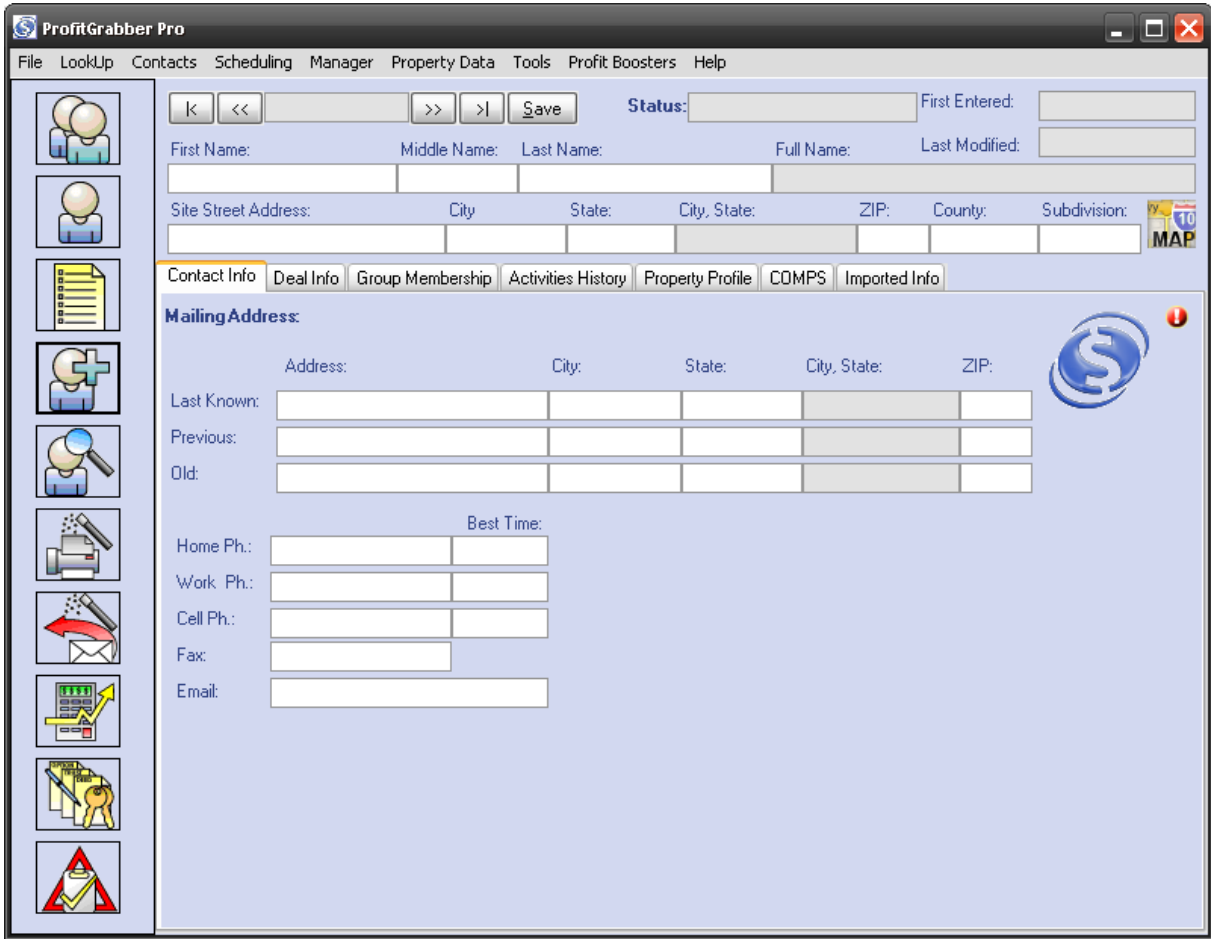 ProfitGrabber Pro
File LookUp Contacts Scheduling Manager Property Data Tools Profit Boosters Help
|< << >> >| Save Status: First Entered:
Last Modified:
First Name: Middle Name: Last Name: Full Name:
Site Street Address: City State: City, State: ZIP: County: Subdivision:
10
MAP
Contact Info Deal Info Group Membership Activities History Property Profile COMPS Imported Info
Mailing Address:
Address: City: State: City, State: ZIP:
Last Known:
Previous:
Old:
Best Time:
Home Ph.:
Work Ph.:
Cell Ph.:
Fax:
Email: